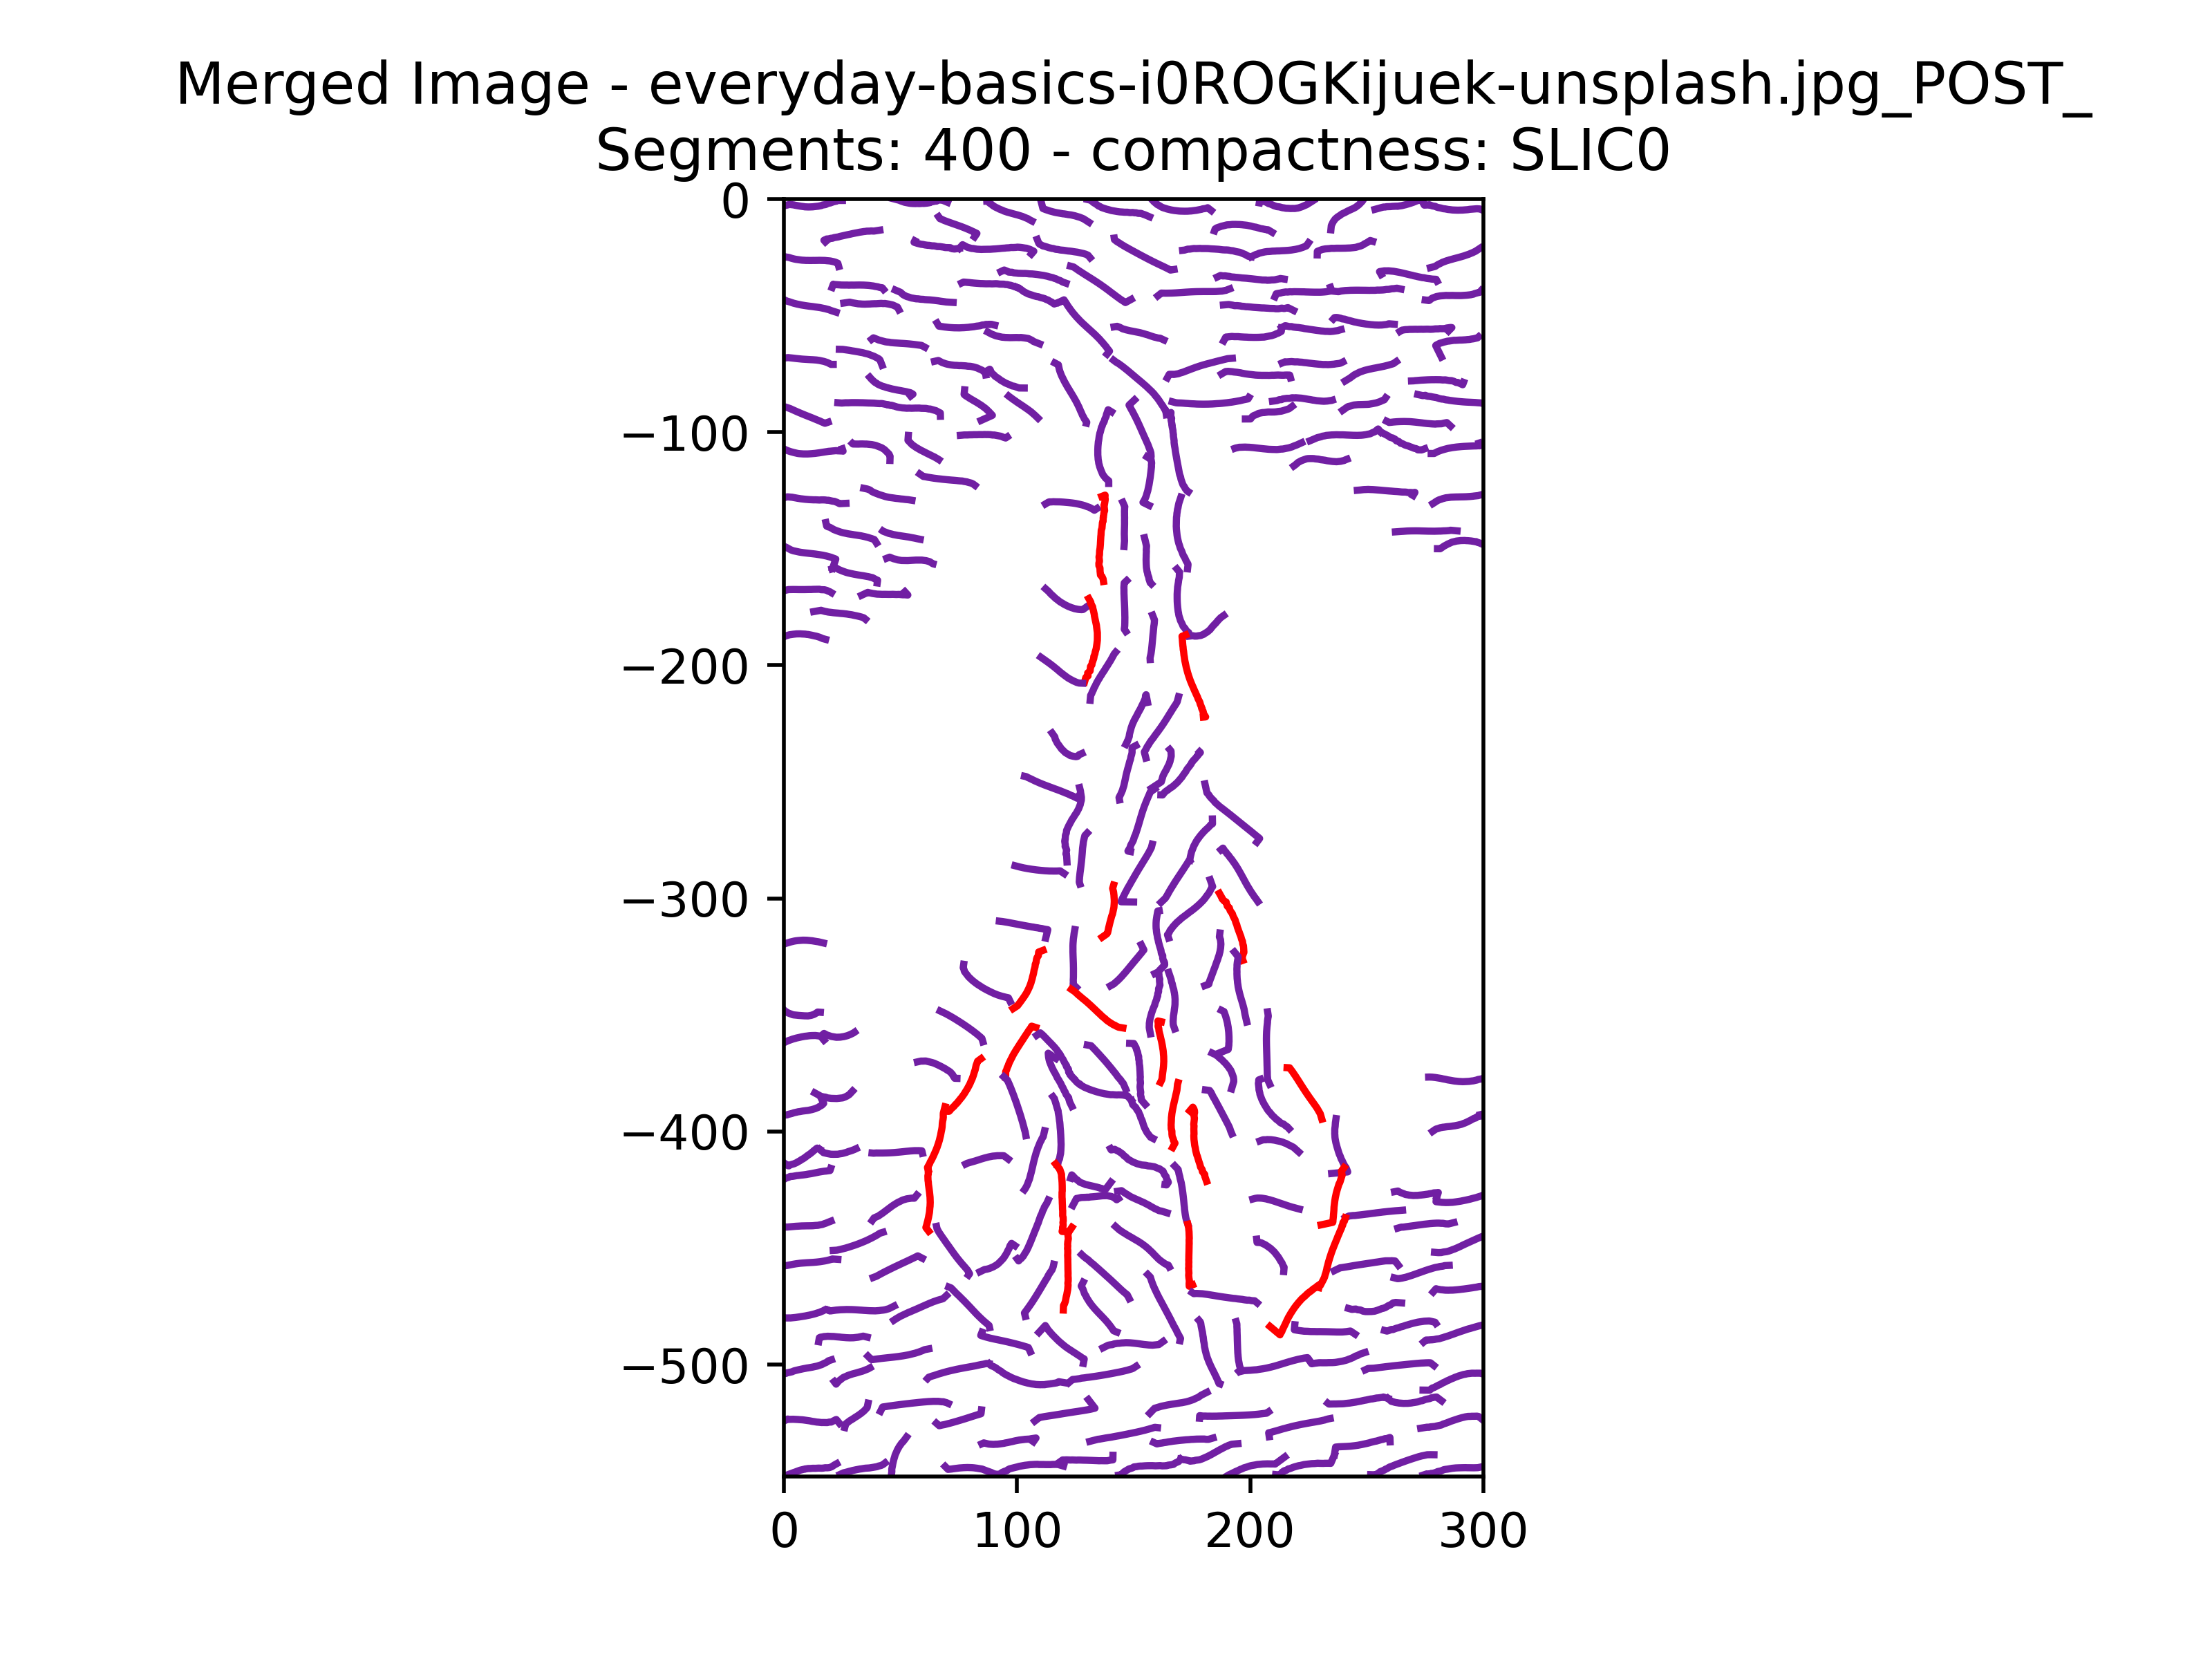 Merged Image - everyday-basics-i0ROGKijuek-unsplash.jpg_POST_
Segments: 400 - compactness: SLIC0
0
−100
−200
−300
−400
−500
0 100 200 300